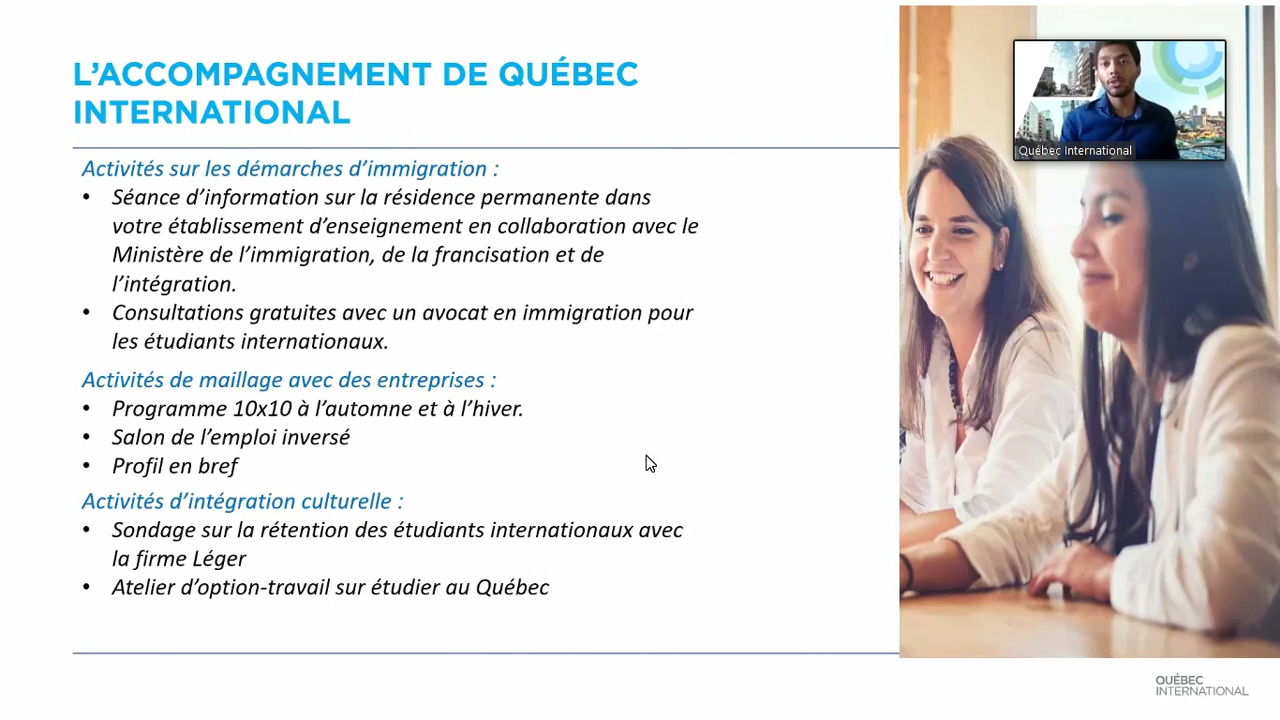 L’ACCOMPAGNEMENT DE QUÉBEC
INTERNATIONAL
Activités sur les démarches d’immigration :
• Séance d’information sur la résidence permanente dans
votre établissement d’enseignement en collaboration avec le
Ministère de l’immigration, de la francisation et de
l’intégration.
• Consultations gratuites avec un avocat en immigration pour
les étudiants internationaux.
Activités de maillage avec des entreprises :
• Programme 10x10 à l’automne et à l’hiver.
• Salon de l’emploi inversé
• Profil en bref
Activités d’intégration culturelle :
• Sondage sur la rétention des étudiants internationaux avec
la firme Léger
• Atelier d’option-travail sur étudier au Québec
Québec International
QUÉBEC
INTERNATIONAL